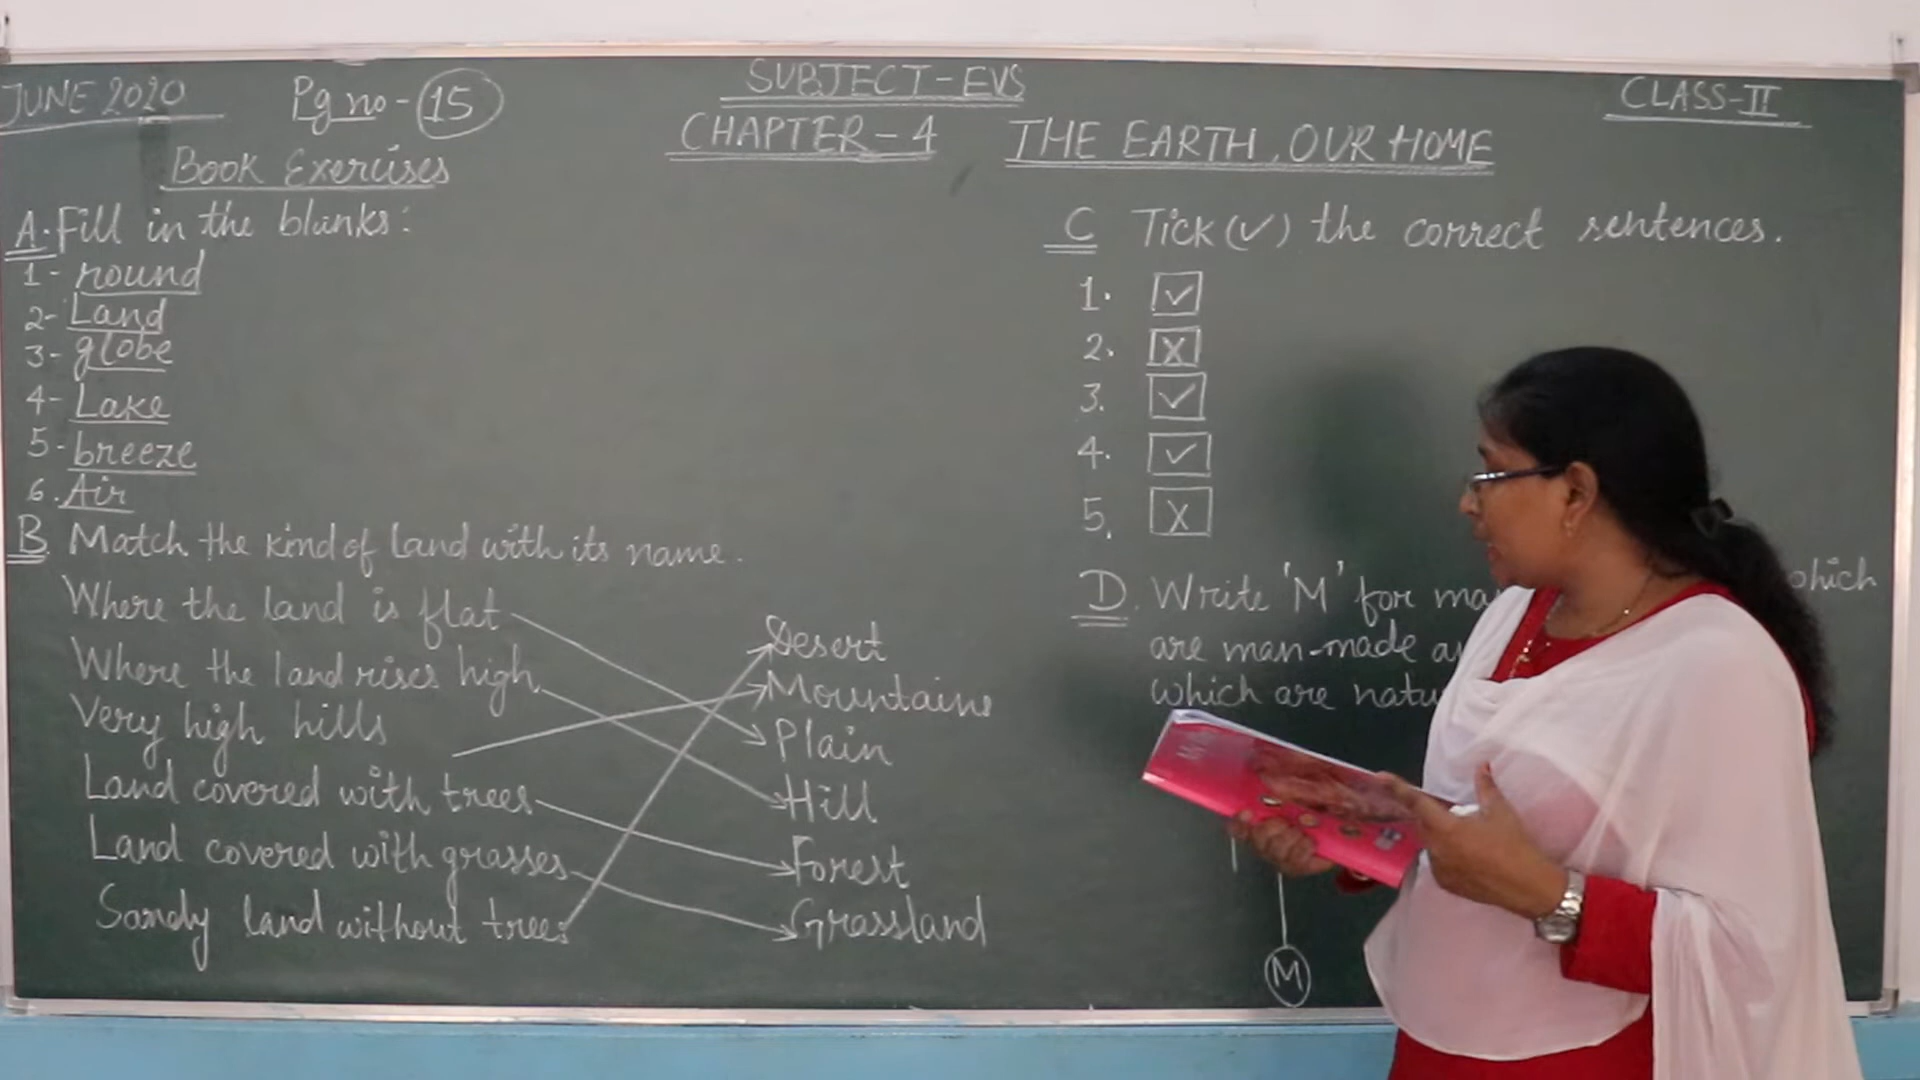 JUNE 2020
Pg no - 15
SUBJECT-EVS
CLASS-II
CHAPTER - 4 THE EARTH, OUR HOME
Book Exercises
A. Fill in the blanks:
1- round
2- Land
3- globe
4- Lake
5- breeze
6. Air
B. Match the kind of land with its name.
Where the land is flat
Where the land rises high
Very high hills
Land covered with trees
Land covered with grasses
Sandy land without trees
Desert
Mountains
Plain
Hill
Forest
Grassland
C Tick (✓) the correct sentences.
1. ✓
2. X
3. ✓
4. ✓
5. X
D. Write 'M' for which
are man-made
which are
M